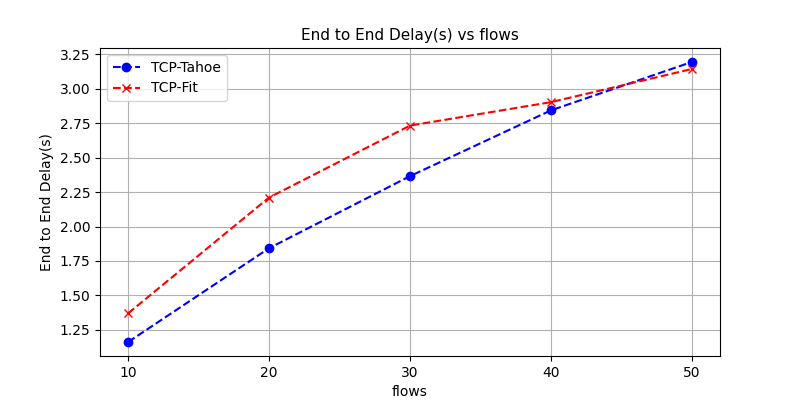 End to End Delay(s) vs flows
TCP-Tahoe
TCP-Fit
End to End Delay(s)
3.25
3.00
2.75
2.50
2.25
2.00
1.75
1.50
1.25
10 20 30 40 50
flows